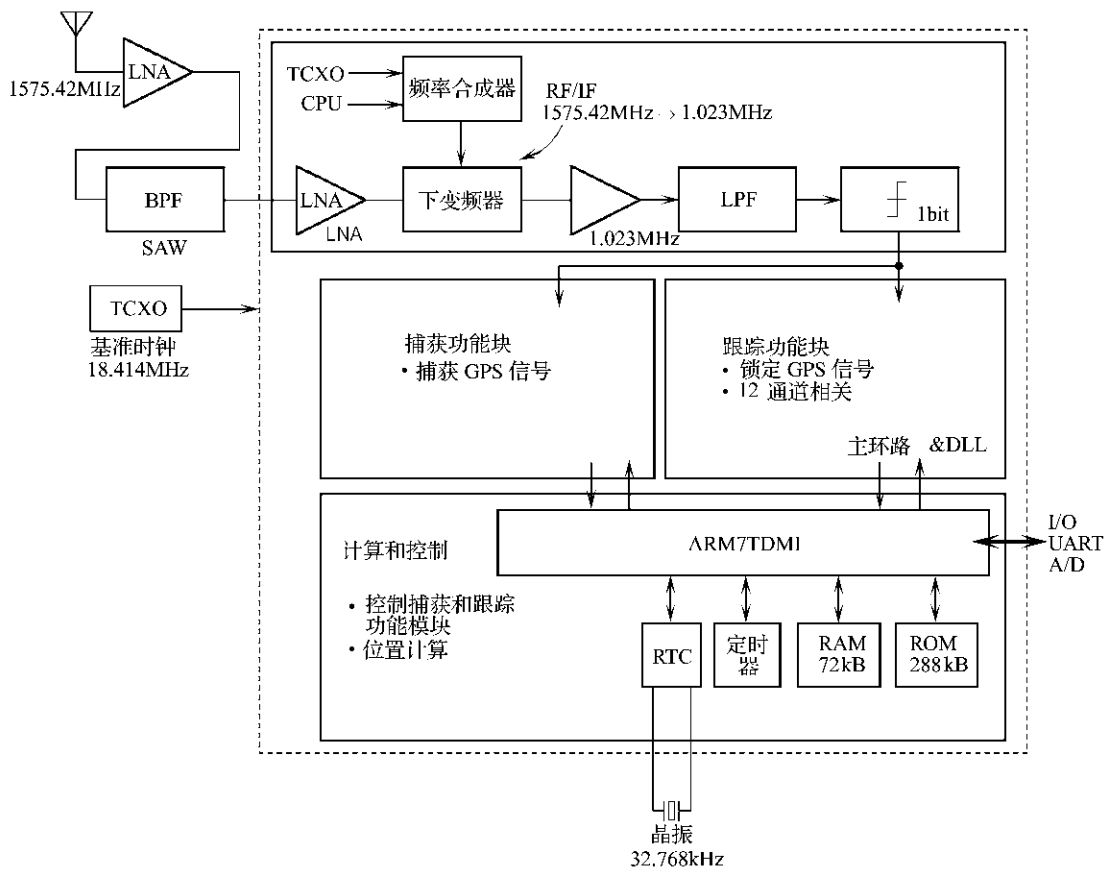 LNA
1575.42MHz
BPF
SAW
TCXO
基准时钟
18.414MHz
TCXO
CPU
频率合成器
RF/IF
1575.42MHz→1.023MHz
LNA
LNA
下变频器
1.023MHz
LPF
1bit
捕获功能块
·捕获 GPS 信号
跟踪功能块
·锁定 GPS 信号
·12 通道相关
主环路 &DLL
计算和控制
·控制捕获和跟踪
功能模块
·位置计算
ARM7TDMI
I/O
UART
A/D
RTC
定时
器
RAM
72kB
ROM
288kB
晶振
32.768kHz